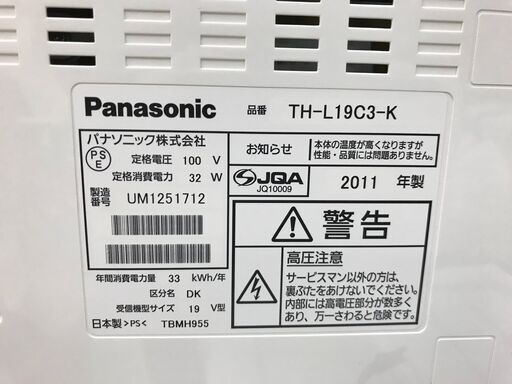 Panasonic 品番 TH-L19C3-K
パナソニック株式会社
PS
E
定格電圧 100 V
定格消費電力 32 W
製造
番号 UM1251712
お知らせ
本体の温度が高くなりますが
性能・品質には問題ありません。
JQA
JQ10009
2011 年製
警告
高圧注意
サービスマン以外の方は、
裏ぶたをあけないでください。
内部には高電圧部分が数多く
あり、万一さわると危険です。
年間消費電力量 33 kWh/年
区分名 DK
受信機型サイズ 19 V型
日本製 >PS< TBMH955